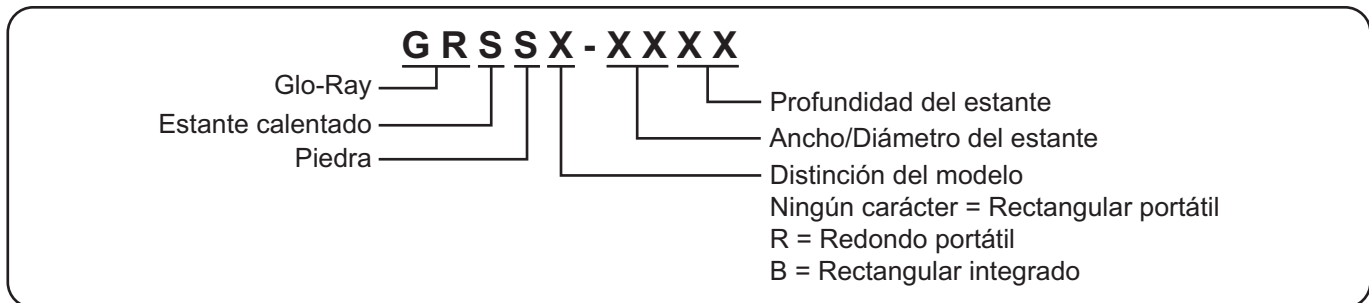 G R S S X - X X X X
Glo-Ray
Estante calentado
Piedra
Profundidad del estante
Ancho/Diámetro del estante
Distinción del modelo
Ningún carácter = Rectangular portátil
R = Redondo portátil
B = Rectangular integrado